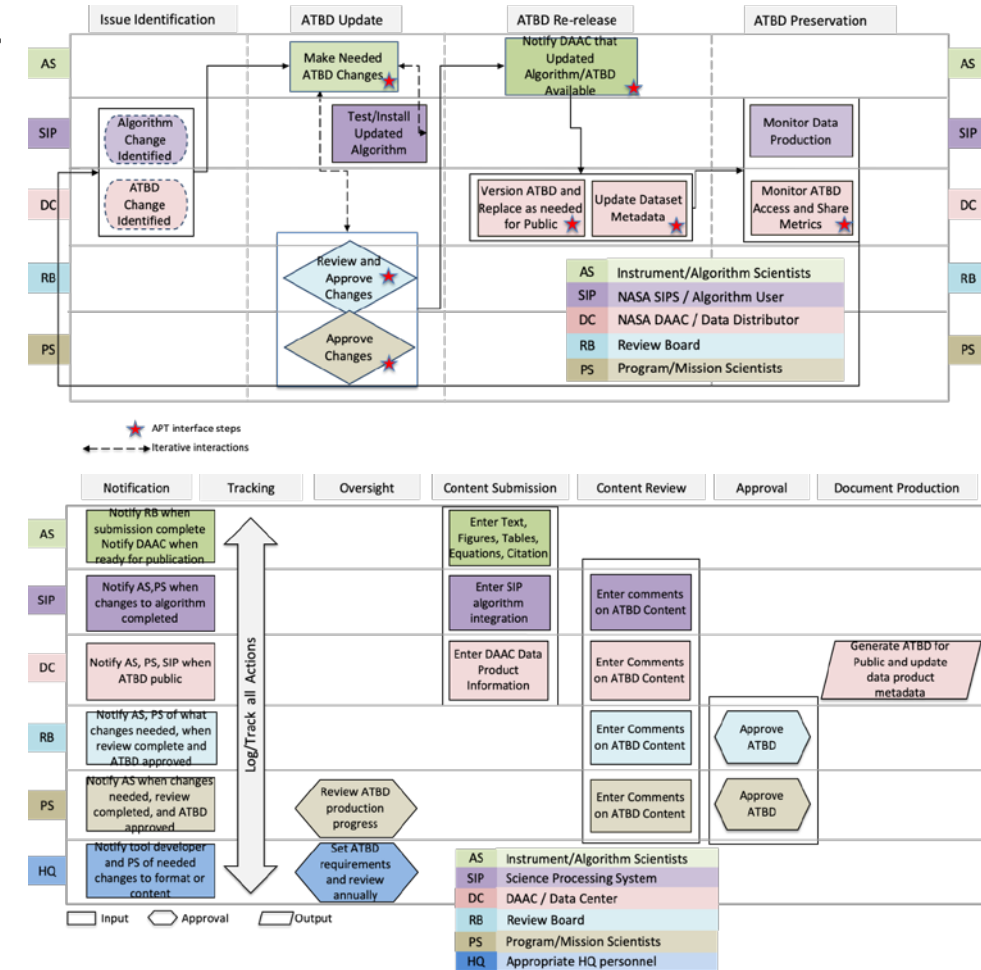 Issue Identification
ATBD Update
ATBD Re-release
ATBD Preservation
AS
Make Needed
ATBD Changes
Notify DAAC that
Updated
Algorithm/ATBD
Available
AS
SIP
Algorithm
Change
Identified
Test/Install
Updated
Algorithm
Monitor Data
Production
SIP
DC
ATBD
Change
Identified
Version ATBD and
Replace as needed
for Public
Update Dataset
Metadata
Monitor ATBD
Access and Share
Metrics
DC
RB
Review and
Approve
Changes
RB
PS
Approve
Changes
PS
AS Instrument/Algorithm Scientists
SIP NASA SIPS / Algorithm User
DC NASA DAAC / Data Distributor
RB Review Board
PS Program/Mission Scientists
APT interface steps
Iterative interactions
Notification
Tracking
Oversight
Content Submission
Content Review
Approval
Document Production
AS
Notify RB when
submission complete
Notify DAAC when
ready for publication
Enter Text,
Figures, Tables,
Equations, Citation
SIP
Notify AS,PS when
changes to algorithm
completed
Enter SIP
algorithm
integration
Enter comments
on ATBD Content
DC
Notify AS, PS, SIP when
ATBD public
Enter DAAC Data
Product
Information
Enter Comments
on ATBD Content
Generate ATBD for
Public and update
data product
metadata
RB
Notify AS, PS of what
changes needed, when
review complete and
ATBD approved
Enter Comments
on ATBD Content
Approve
ATBD
PS
Notify AS when changes
needed, review
completed, and ATBD
approved
Review ATBD
production
progress
Enter Comments
on ATBD Content
Approve
ATBD
HQ
Notify tool developer
and PS of needed
changes to format or
content
Set ATBD
requirements
and review
annually
Log/Track all Actions
AS Instrument/Algorithm Scientists
SIP Science Processing System
DC DAAC / Data Center
RB Review Board
PS Program/Mission Scientists
HQ Appropriate HQ personnel
Input
Approval
Output